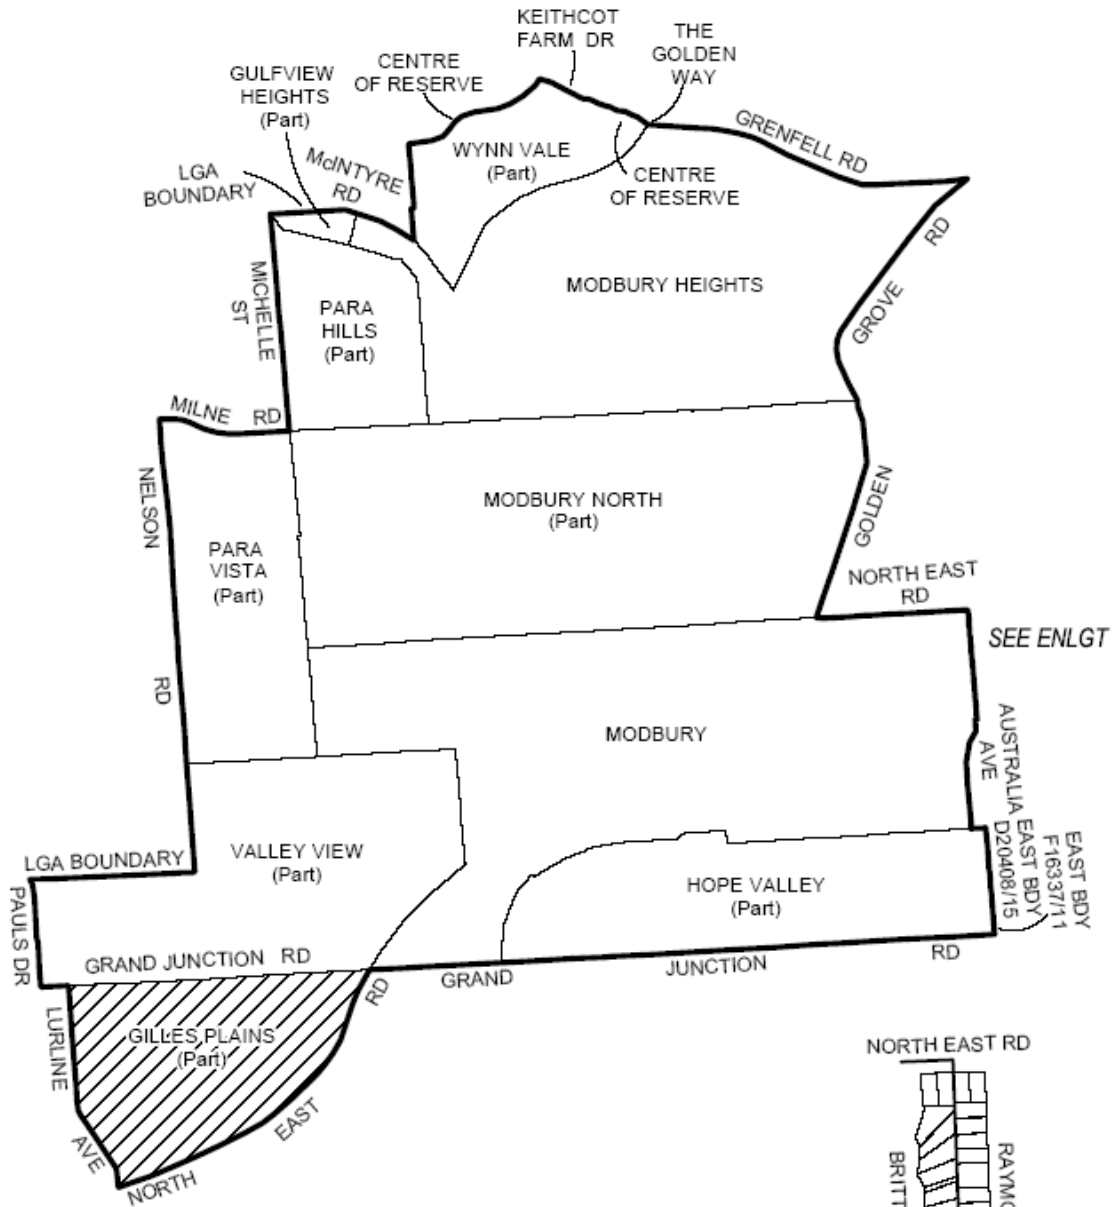 KEITHCOT
FARM DR
THE
GOLDEN
WAY
CENTRE
OF RESERVE
GULFVIEW
HEIGHTS
(Part)
GRENFELL RD
WYNN VALE
(Part)
McINTYRE
RD
LGA
BOUNDARY
CENTRE
OF RESERVE
RD
GROVE
GOLDEN
MODBURY HEIGHTS
MICHELLE
ST
PARA
HILLS
(Part)
MILNE RD
NELSON
RD
MODBURY NORTH
(Part)
PARA
VISTA
(Part)
NORTH EAST
RD
SEE ENLGT
MODBURY
AUSTRALIA
AVE
EAST BDY
D20408/15
EAST BDY
F16337/11
LGA BOUNDARY
VALLEY VIEW
(Part)
HOPE VALLEY
(Part)
PAULS DR
GRAND JUNCTION RD
GRAND JUNCTION RD
GILLES PLAINS
(Part)
LURLINE
AVE
NORTH EAST RD
NORTH EAST RD